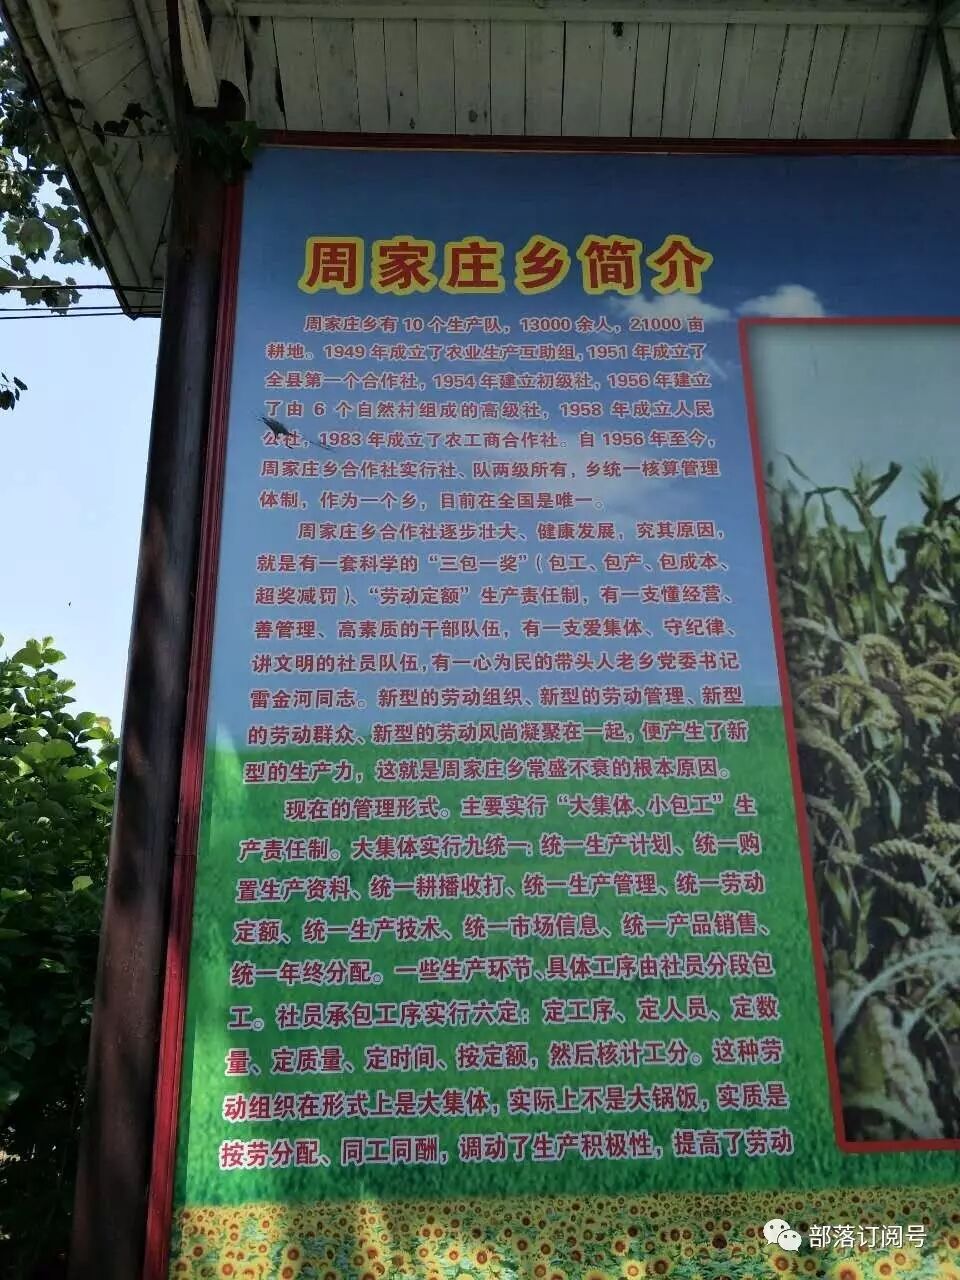 周家庄乡简介
周家庄乡有10个生产队，13000余人，21000亩
耕地。1949年成立了农业生产互助组，1951年成立了
全县第一个合作社，1954年建立初级社，1956年建立
了由6个自然村组成的高级社，1958年成立人民
公社，1983年成立了农工商合作社。自1956年至今，
周家庄乡合作社实行社、队两级所有，乡统一核算管理
体制，作为一个乡，目前在全国是唯一。
周家庄乡合作社逐步壮大、健康发展，究其原因，
就是有一套科学的“三包一奖”（包工、包产、包成本、
超奖减罚）、“劳动定额”生产责任制，有一支懂经营、
善管理、高素质的干部队伍，有一支爱集体、守纪律、
讲文明的社员队伍，有一心为民的带头人老乡党委书记
雷金河同志。新型的劳动组织、新型的劳动管理、新型
的劳动群众、新型的劳动风尚凝聚在一起，便产生了新
型的生产力，这就是周家庄乡常盛不衰的根本原因。
现在的管理形式。主要实行“大集体、小包工”生
产责任制。大集体实行九统一：统一生产计划、统一购
置生产资料、统一耕播收打、统一生产管理、统一劳动
定额、统一生产技术、统一市场信息、统一产品销售、
统一年终分配。一些生产环节、具体工序由社员分段包
工。社员承包工序实行六定：定工序、定人员、定数
量、定质量、定时间、按定额，然后核计工分。这种劳
动组织在形式上是大集体，实际上不是大锅饭，实质是
按劳分配、同工同酬，调动了生产积极性，提高了劳动
部落订阅号